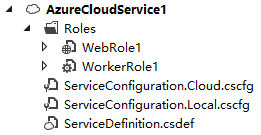 AzureCloudService1
Roles
WebRole1
WorkerRole1
ServiceConfiguration.Cloud.cscfg
ServiceConfiguration.Local.cscfg
ServiceDefinition.csdef